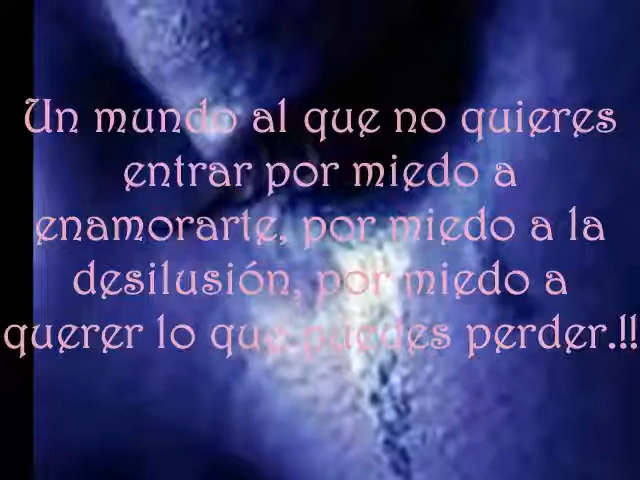 Un mundo al que no quieres
entrar por miedo a
enamorarte, por miedo a la
desilusión, por miedo a
querer lo que puedes perder.!!